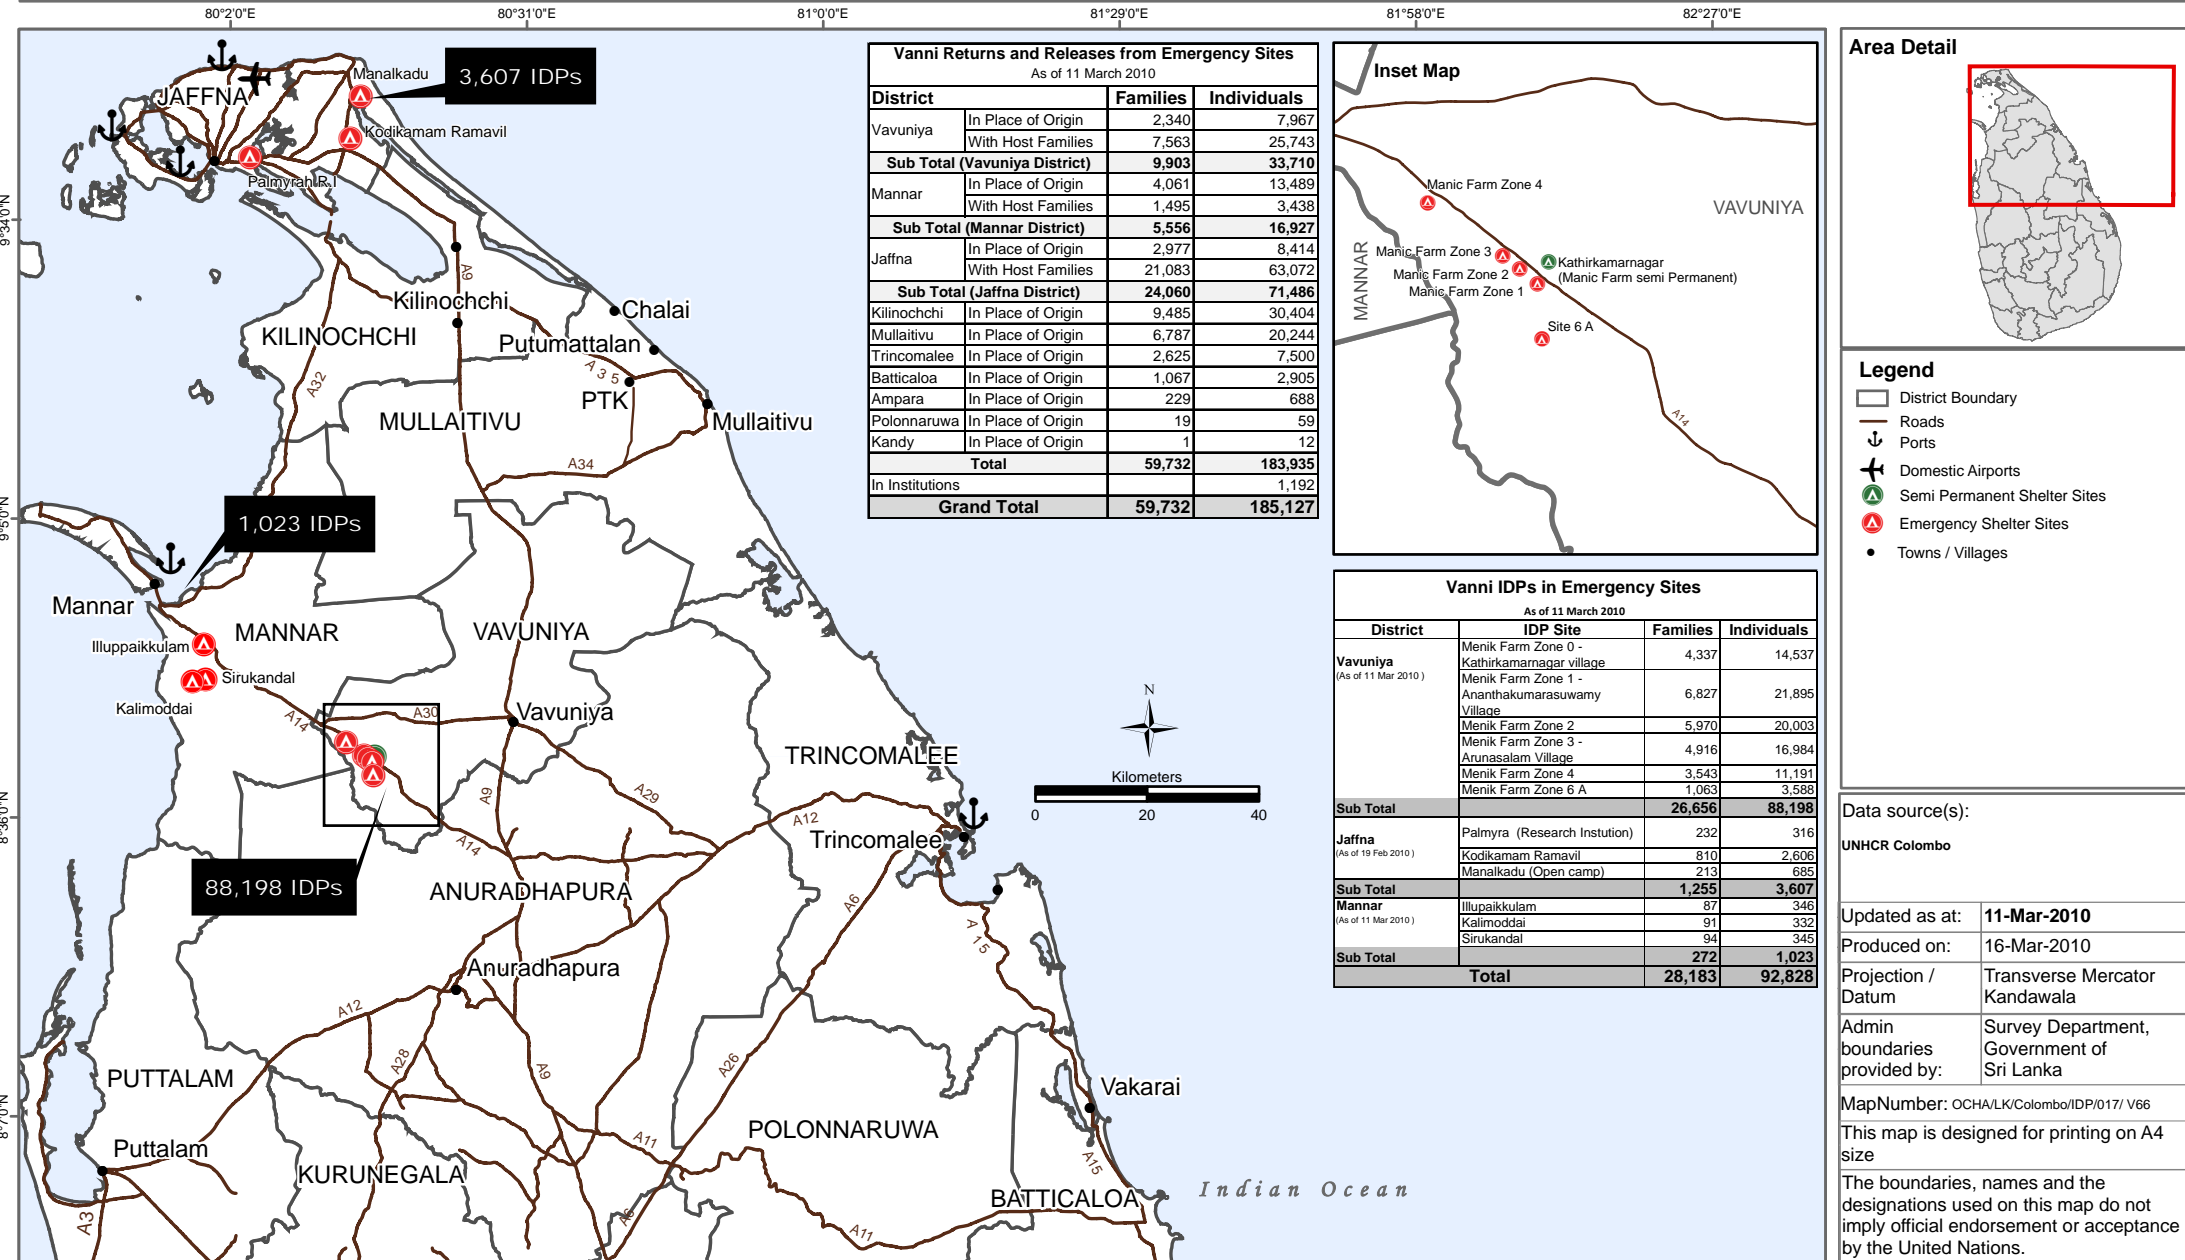 80°2'0"E 80°31'0"E 81°0'0"E 81°29'0"E 81°58'0"E 82°27'0"E
9°34'0"N
9°5'0"N
8°36'0"N
8°7'0"N
Manalkadu
3,607 IDPs
JAFFNA
Kodikamam Ramavil
Palmyrah R.I
A9
Kilinochchi
Chalai
KILINOCHCHI
Putumattalan
A35
A32
PTK
MULLAITIVU
Mullaitivu
A34
1,023 IDPs
Mannar
MANNAR
VAVUNIYA
Illuppaikkulam
Sirukandal
Kalimoddai
A14
A30
Vavuniya
TRINCOMALEE
A9
A29
A12
Trincomalee
A14
88,198 IDPs
ANURADHAPURA
A6
A15
Anuradhapura
A12
A28
A9
A26
PUTTALAM
Vakarai
POLONNARUWA
A11
Puttalam
KURUNEGALA
A15
BATTICALOA
A3
A6
A11
Indian Ocean
N
Kilometers
0 20 40
Vanni Returns and Releases from Emergency Sites
As of 11 March 2010
District Families Individuals
Vavuniya In Place of Origin 2,340 7,967
With Host Families 7,563 25,743
Sub Total (Vavuniya District) 9,903 33,710
Mannar In Place of Origin 4,061 13,489
With Host Families 1,495 3,438
Sub Total (Mannar District) 5,556 16,927
Jaffna In Place of Origin 2,977 8,414
With Host Families 21,083 63,072
Sub Total (Jaffna District) 24,060 71,486
Kilinochchi In Place of Origin 9,485 30,404
Mullaitivu In Place of Origin 6,787 20,244
Trincomalee In Place of Origin 2,625 7,500
Batticaloa In Place of Origin 1,067 2,905
Ampara In Place of Origin 229 688
Polonnaruwa In Place of Origin 19 59
Kandy In Place of Origin 1 12
Total 59,732 183,935
In Institutions 1,192
Grand Total 59,732 185,127
Inset Map
Manic Farm Zone 4
VAVUNIYA
MANNAR
Manic Farm Zone 3
Kathirkamarnagar
(Manic Farm semi Permanent)
Manic Farm Zone 2
Manic Farm Zone 1
Site 6 A
A14
Vanni IDPs in Emergency Sites
As of 11 March 2010
District IDP Site Families Individuals
Vavuniya
(As of 11 Mar 2010 )
Menik Farm Zone 0 -
Kathirkamarnagar village 4,337 14,537
Menik Farm Zone 1 -
Ananthakumarasuwamy
Village 6,827 21,895
Menik Farm Zone 2 5,970 20,003
Menik Farm Zone 3 -
Arunasalam Village 4,916 16,984
Menik Farm Zone 4 3,543 11,191
Menik Farm Zone 6 A 1,063 3,588
Sub Total 26,656 88,198
Jaffna
(As of 19 Feb 2010 )
Palmyra (Research Instution) 232 316
Kodikamam Ramavil 810 2,606
Manalkadu (Open camp) 213 685
Sub Total 1,255 3,607
Mannar
(As of 11 Mar 2010 )
Illupaikkulam 87 346
Kalimoddai 91 332
Sirukandal 94 345
Sub Total 272 1,023
Total 28,183 92,828
Area Detail
Legend
District Boundary
Roads
Ports
Domestic Airports
Semi Permanent Shelter Sites
Emergency Shelter Sites
Towns / Villages
Data source(s):
UNHCR Colombo
Updated as at: 11-Mar-2010
Produced on: 16-Mar-2010
Projection / Transverse Mercator
Datum Kandawala
Admin Survey Department,
boundaries Government of
provided by: Sri Lanka
MapNumber: OCHA/LK/Colombo/IDP/017/ V66
This map is designed for printing on A4
size
The boundaries, names and the
designations used on this map do not
imply official endorsement or acceptance
by the United Nations.